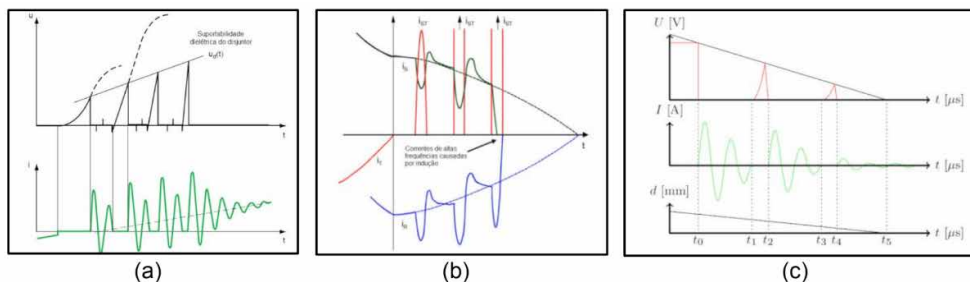 u
Suportabilidade
dielétrica do disjuntor
u_d(t)
t
i
t
(a)
i_ST i_ST i_ST
i_S
t
Correntes de altas
frequências causadas
por indução
i_T
i_R
(b)
U [V]
t [μs]
I [A]
t [μs]
d [mm]
t [μs]
t₀ t₁ t₂ t₃ t₄ t₅
(c)